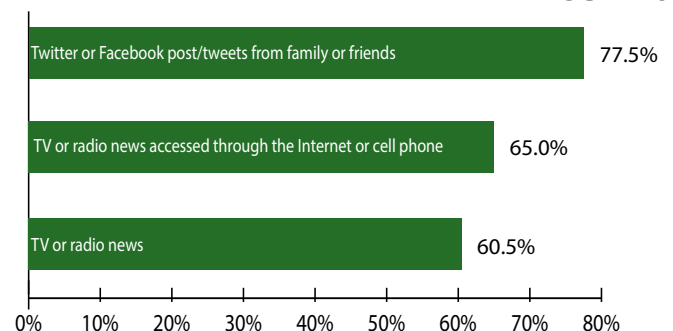 Twitter or Facebook post/tweets from family or friends 77.5%
TV or radio news accessed through the Internet or cell phone 65.0%
TV or radio news 60.5%
0% 10% 20% 30% 40% 50% 60% 70% 80%